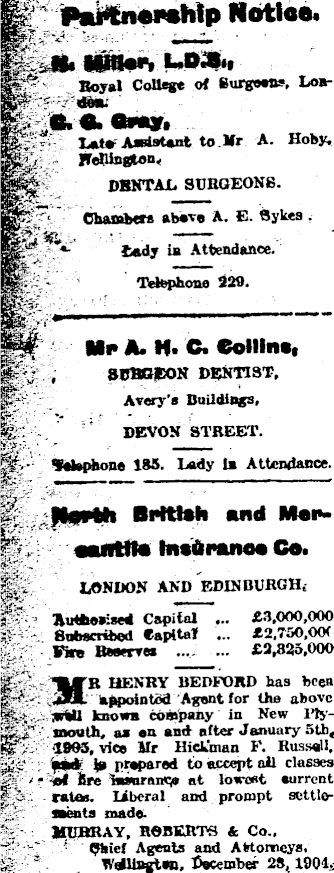 Partnership Notice.
N. Miller, L.D.S.,
Royal College of Surgeons, Lon-
don.
C. G. Gray,
Late Assistant to Mr A. Hoby,
Wellington.
DENTAL SURGEONS.
Chambers above A. E. Sykes.
Lady in Attendance.
Telephone 229.
Mr A. H. C. Collins,
SURGEON DENTIST,
Avery's Buildings,
DEVON STREET.
Telephone 185. Lady in Attendance.
North British and Mer-
cantile Insurance Co.
LONDON AND EDINBURGH.
Authorised Capital ... £3,000,000
Subscribed Capital ... £2,750,000
Fire Reserves ... ... £2,325,000
MR HENRY BEDFORD has been
appointed Agent for the above
well known company in New Ply-
mouth, as on and after January 5th,
1905, vice Mr Hickman F. Russell,
and is prepared to accept all classes
of fire insurance at lowest current
rates. Liberal and prompt settle-
ments made.
MURRAY, ROBERTS & Co.,
Chief Agents and Attorneys.
Wellington, December 28, 1904.